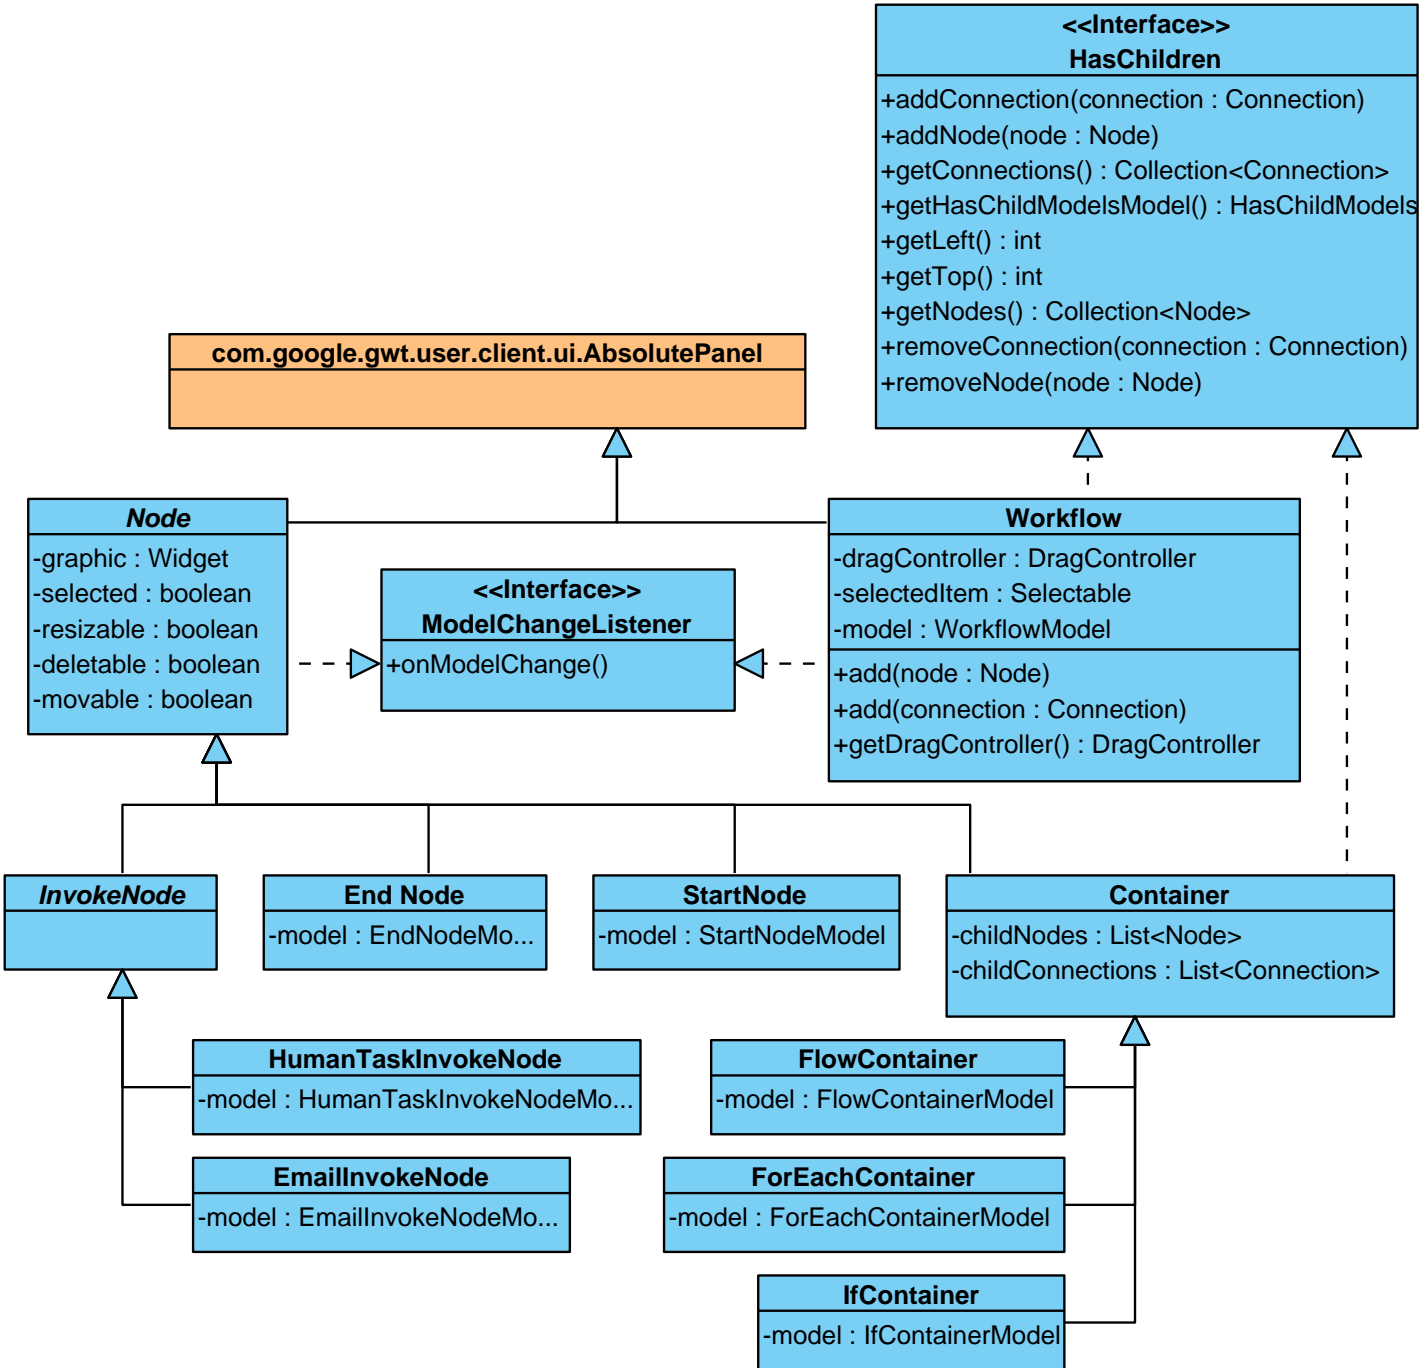 <<Interface>>
HasChildren
+addConnection(connection : Connection)
+addNode(node : Node)
+getConnections() : Collection<Connection>
+getHasChildModelsModel() : HasChildModels
+getLeft() : int
+getTop() : int
+getNodes() : Collection<Node>
+removeConnection(connection : Connection)
+removeNode(node : Node)
com.google.gwt.user.client.ui.AbsolutePanel
Node
-graphic : Widget
-selected : boolean
-resizable : boolean
-deletable : boolean
-movable : boolean
<<Interface>>
ModelChangeListener
+onModelChange()
Workflow
-dragController : DragController
-selectedItem : Selectable
-model : WorkflowModel
+add(node : Node)
+add(connection : Connection)
+getDragController() : DragController
InvokeNode
End Node
-model : EndNodeMo...
StartNode
-model : StartNodeModel
Container
-childNodes : List<Node>
-childConnections : List<Connection>
HumanTaskInvokeNode
-model : HumanTaskInvokeNodeMo...
FlowContainer
-model : FlowContainerModel
EmailInvokeNode
-model : EmailInvokeNodeMo...
ForEachContainer
-model : ForEachContainerModel
IfContainer
-model : IfContainerModel